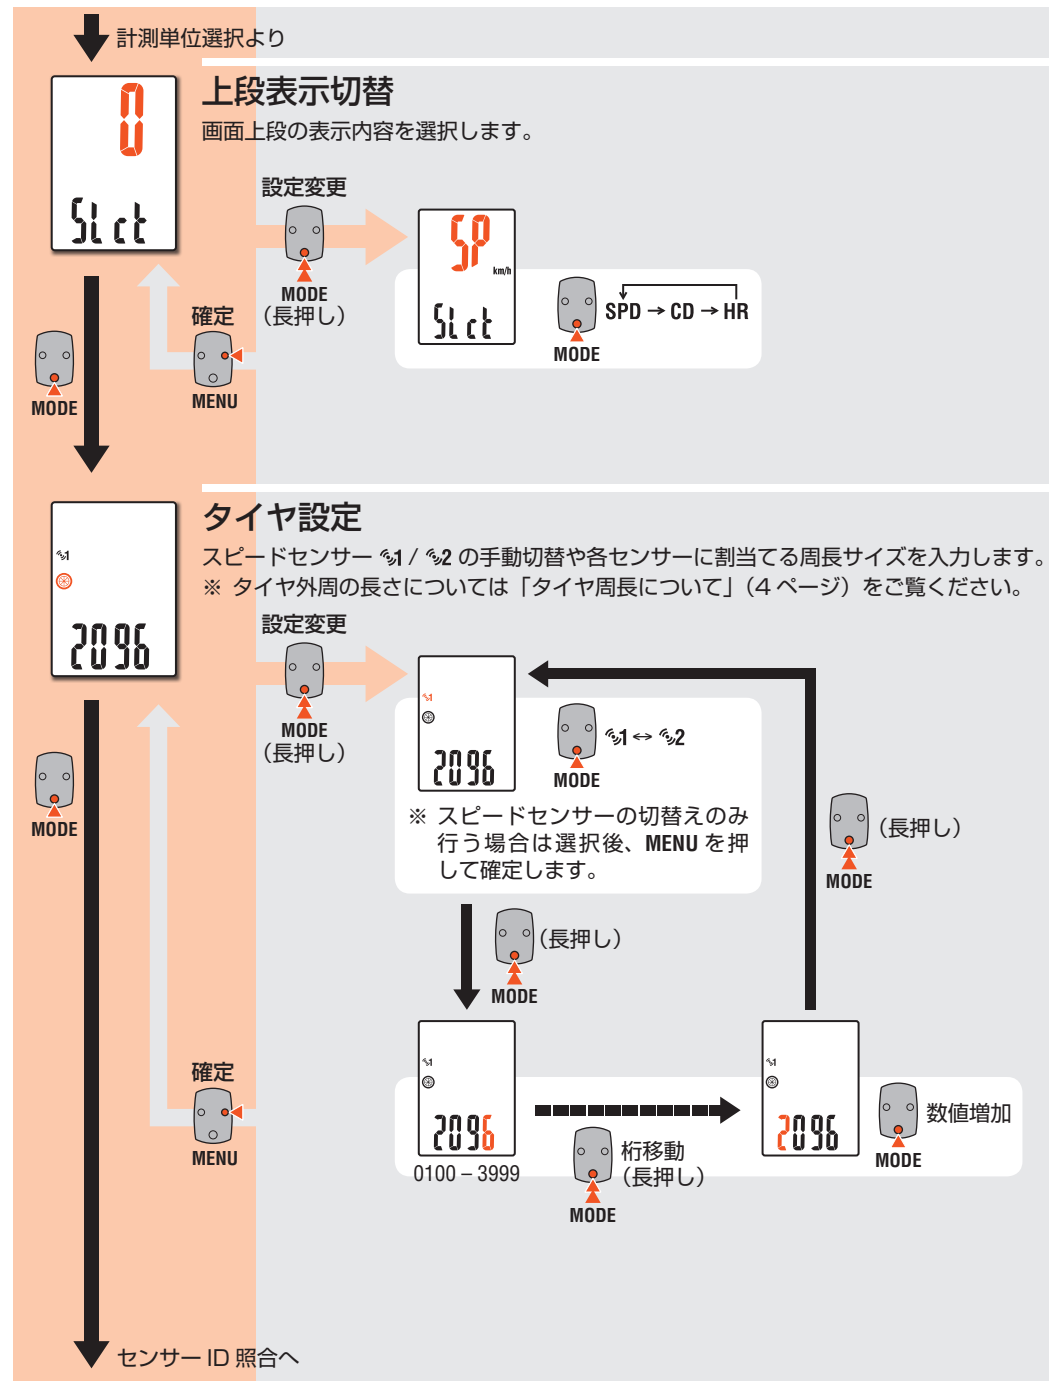 計測単位選択より
上段表示切替
画面上段の表示内容を選択します。
0
Slct
設定変更
MODE
（長押し）
SP
km/h
Slct
MODE
SPD → CD → HR
確定
MENU
MODE
タイヤ設定
スピードセンサー 1 / 2 の手動切替や各センサーに割当てる周長サイズを入力します。
※ タイヤ外周の長さについては「タイヤ周長について」（4 ページ）をご覧ください。
1
2096
設定変更
MODE
（長押し）
1
2096
MODE
1 ↔ 2
※ スピードセンサーの切替えのみ
行う場合は選択後、MENU を押
して確定します。
MODE
（長押し）
MODE
（長押し）
MODE
確定
MENU
1
2096
0100 – 3999
桁移動
（長押し）
MODE
1
2096
数値増加
MODE
センサー ID 照合へ